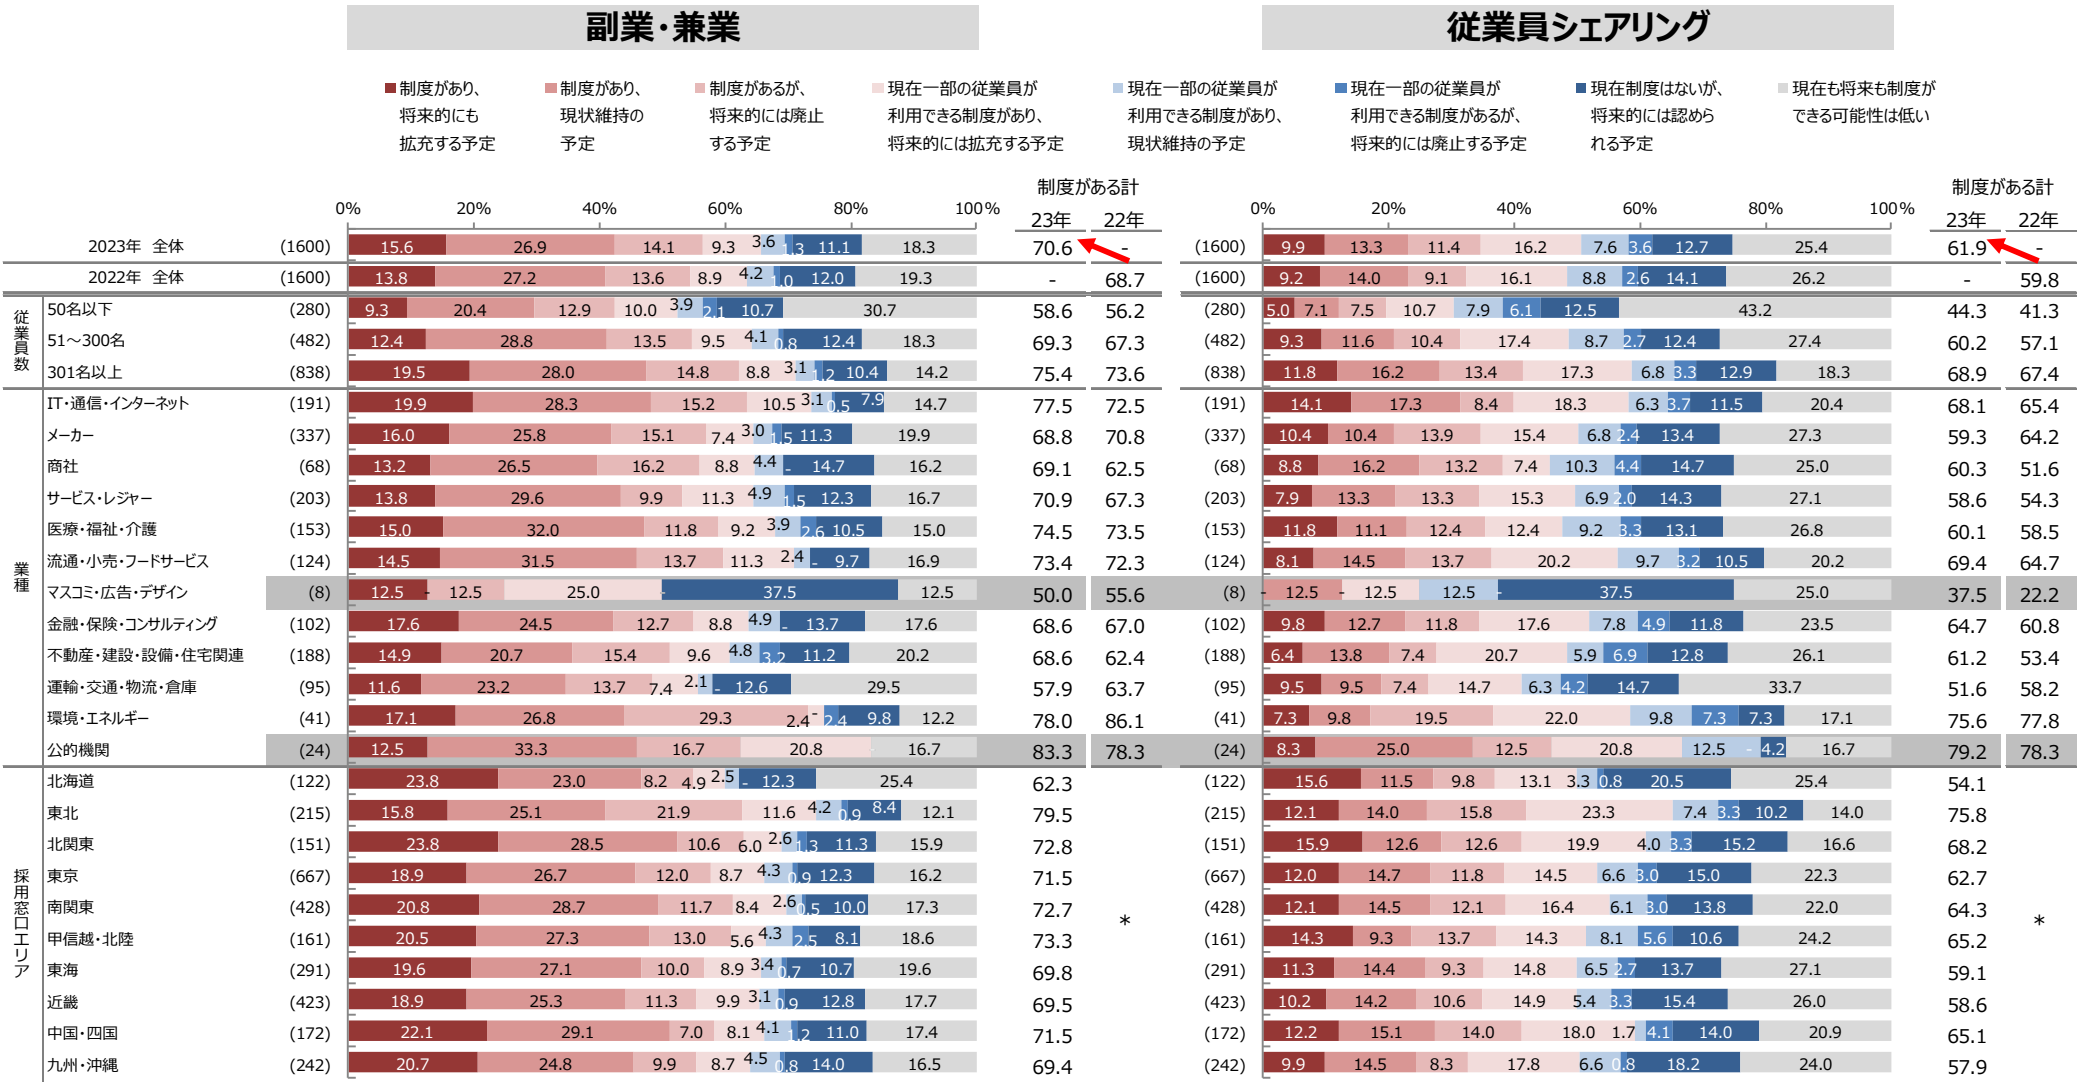 副業・兼業
従業員シェアリング
制度があり、
将来的にも
拡充する予定
制度があり、
現状維持の
予定
制度があるが、
将来的には廃止
する予定
現在一部の従業員が
利用できる制度があり、
将来的には拡充する予定
現在一部の従業員が
利用できる制度があり、
現状維持の予定
現在一部の従業員が
利用できる制度があるが、
将来的には廃止する予定
現在制度はないが、
将来的には認めら
れる予定
現在も将来も制度が
できる可能性は低い
制度がある計 制度がある計
0% 20% 40% 60% 80% 100% 23年 22年 0% 20% 40% 60% 80% 100% 23年 22年
2023年 全体 (1600) 15.6 26.9 14.1 9.3 3.6 1.3 11.1 18.3 70.6 - (1600) 9.9 13.3 11.4 16.2 7.6 3.6 12.7 25.4 61.9 -
2022年 全体 (1600) 13.8 27.2 13.6 8.9 4.2 1.0 12.0 19.3 - 68.7 (1600) 9.2 14.0 9.1 16.1 8.8 2.6 14.1 26.2 - 59.8
従業員数
50名以下 (280) 9.3 20.4 12.9 10.0 3.9 2.1 10.7 30.7 58.6 56.2 (280) 5.0 7.1 7.5 10.7 7.9 6.1 12.5 43.2 44.3 41.3
51～300名 (482) 12.4 28.8 13.5 9.5 4.1 0.8 12.4 18.3 69.3 67.3 (482) 9.3 11.6 10.4 17.4 8.7 2.7 12.4 27.4 60.2 57.1
301名以上 (838) 19.5 28.0 14.8 8.8 3.1 1.2 10.4 14.2 75.4 73.6 (838) 11.8 16.2 13.4 17.3 6.8 3.3 12.9 18.3 68.9 67.4
業種
IT・通信・インターネット (191) 19.9 28.3 15.2 10.5 3.1 0.5 7.9 14.7 77.5 72.5 (191) 14.1 17.3 8.4 18.3 6.3 3.7 11.5 20.4 68.1 65.4
メーカー (337) 16.0 25.8 15.1 7.4 3.0 1.5 11.3 19.9 68.8 70.8 (337) 10.4 10.4 13.9 15.4 6.8 2.4 13.4 27.3 59.3 64.2
商社 (68) 13.2 26.5 16.2 8.8 4.4 - 14.7 16.2 69.1 62.5 (68) 8.8 16.2 13.2 7.4 10.3 4.4 14.7 25.0 60.3 51.6
サービス・レジャー (203) 13.8 29.6 9.9 11.3 4.9 1.5 12.3 16.7 70.9 67.3 (203) 7.9 13.3 13.3 15.3 6.9 2.0 14.3 27.1 58.6 54.3
医療・福祉・介護 (153) 15.0 32.0 11.8 9.2 3.9 2.6 10.5 15.0 74.5 73.5 (153) 11.8 11.1 12.4 12.4 9.2 3.3 13.1 26.8 60.1 58.5
流通・小売・フードサービス (124) 14.5 31.5 13.7 11.3 2.4 - 9.7 16.9 73.4 72.3 (124) 8.1 14.5 13.7 20.2 9.7 3.2 10.5 20.2 69.4 64.7
マスコミ・広告・デザイン (8) 12.5 - 12.5 25.0 - 37.5 12.5 50.0 55.6 (8) - 12.5 - 12.5 12.5 - 37.5 25.0 37.5 22.2
金融・保険・コンサルティング (102) 17.6 24.5 12.7 8.8 4.9 - 13.7 17.6 68.6 67.0 (102) 9.8 12.7 11.8 17.6 7.8 4.9 11.8 23.5 64.7 60.8
不動産・建設・設備・住宅関連 (188) 14.9 20.7 15.4 9.6 4.8 3.2 11.2 20.2 68.6 62.4 (188) 6.4 13.8 7.4 20.7 5.9 6.9 12.8 26.1 61.2 53.4
運輸・交通・物流・倉庫 (95) 11.6 23.2 13.7 7.4 2.1 - 12.6 29.5 57.9 63.7 (95) 9.5 9.5 7.4 14.7 6.3 4.2 14.7 33.7 51.6 58.2
環境・エネルギー (41) 17.1 26.8 29.3 2.4 - 2.4 9.8 12.2 78.0 86.1 (41) 7.3 9.8 19.5 22.0 9.8 7.3 7.3 17.1 75.6 77.8
公的機関 (24) 12.5 33.3 16.7 20.8 - 16.7 83.3 78.3 (24) 8.3 25.0 12.5 20.8 12.5 - 4.2 16.7 79.2 78.3
採用窓口エリア
北海道 (122) 23.8 23.0 8.2 4.9 2.5 - 12.3 25.4 62.3 (122) 15.6 11.5 9.8 13.1 3.3 0.8 20.5 25.4 54.1
東北 (215) 15.8 25.1 21.9 11.6 4.2 0.9 8.4 12.1 79.5 (215) 12.1 14.0 15.8 23.3 7.4 3.3 10.2 14.0 75.8
北関東 (151) 23.8 28.5 10.6 6.0 2.6 1.3 11.3 15.9 72.8 (151) 15.9 12.6 12.6 19.9 4.0 3.3 15.2 16.6 68.2
東京 (667) 18.9 26.7 12.0 8.7 4.3 0.9 12.3 16.2 71.5 (667) 12.0 14.7 11.8 14.5 6.6 3.0 15.0 22.3 62.7
南関東 (428) 20.8 28.7 11.7 8.4 2.6 0.5 10.0 17.3 72.7 * (428) 12.1 14.5 12.1 16.4 6.1 3.0 13.8 22.0 64.3 *
甲信越・北陸 (161) 20.5 27.3 13.0 5.6 4.3 2.5 8.1 18.6 73.3 (161) 14.3 9.3 13.7 14.3 8.1 5.6 10.6 24.2 65.2
東海 (291) 19.6 27.1 10.0 8.9 3.4 0.7 10.7 19.6 69.8 (291) 11.3 14.4 9.3 14.8 6.5 2.7 13.7 27.1 59.1
近畿 (423) 18.9 25.3 11.3 9.9 3.1 0.9 12.8 17.7 69.5 (423) 10.2 14.2 10.6 14.9 5.4 3.3 15.4 26.0 58.6
中国・四国 (172) 22.1 29.1 7.0 8.1 4.1 1.2 11.0 17.4 71.5 (172) 12.2 15.1 14.0 18.0 1.7 4.1 14.0 20.9 65.1
九州・沖縄 (242) 20.7 24.8 9.9 8.7 4.5 0.8 14.0 16.5 69.4 (242) 9.9 14.5 8.3 17.8 6.6 0.8 18.2 24.0 57.9